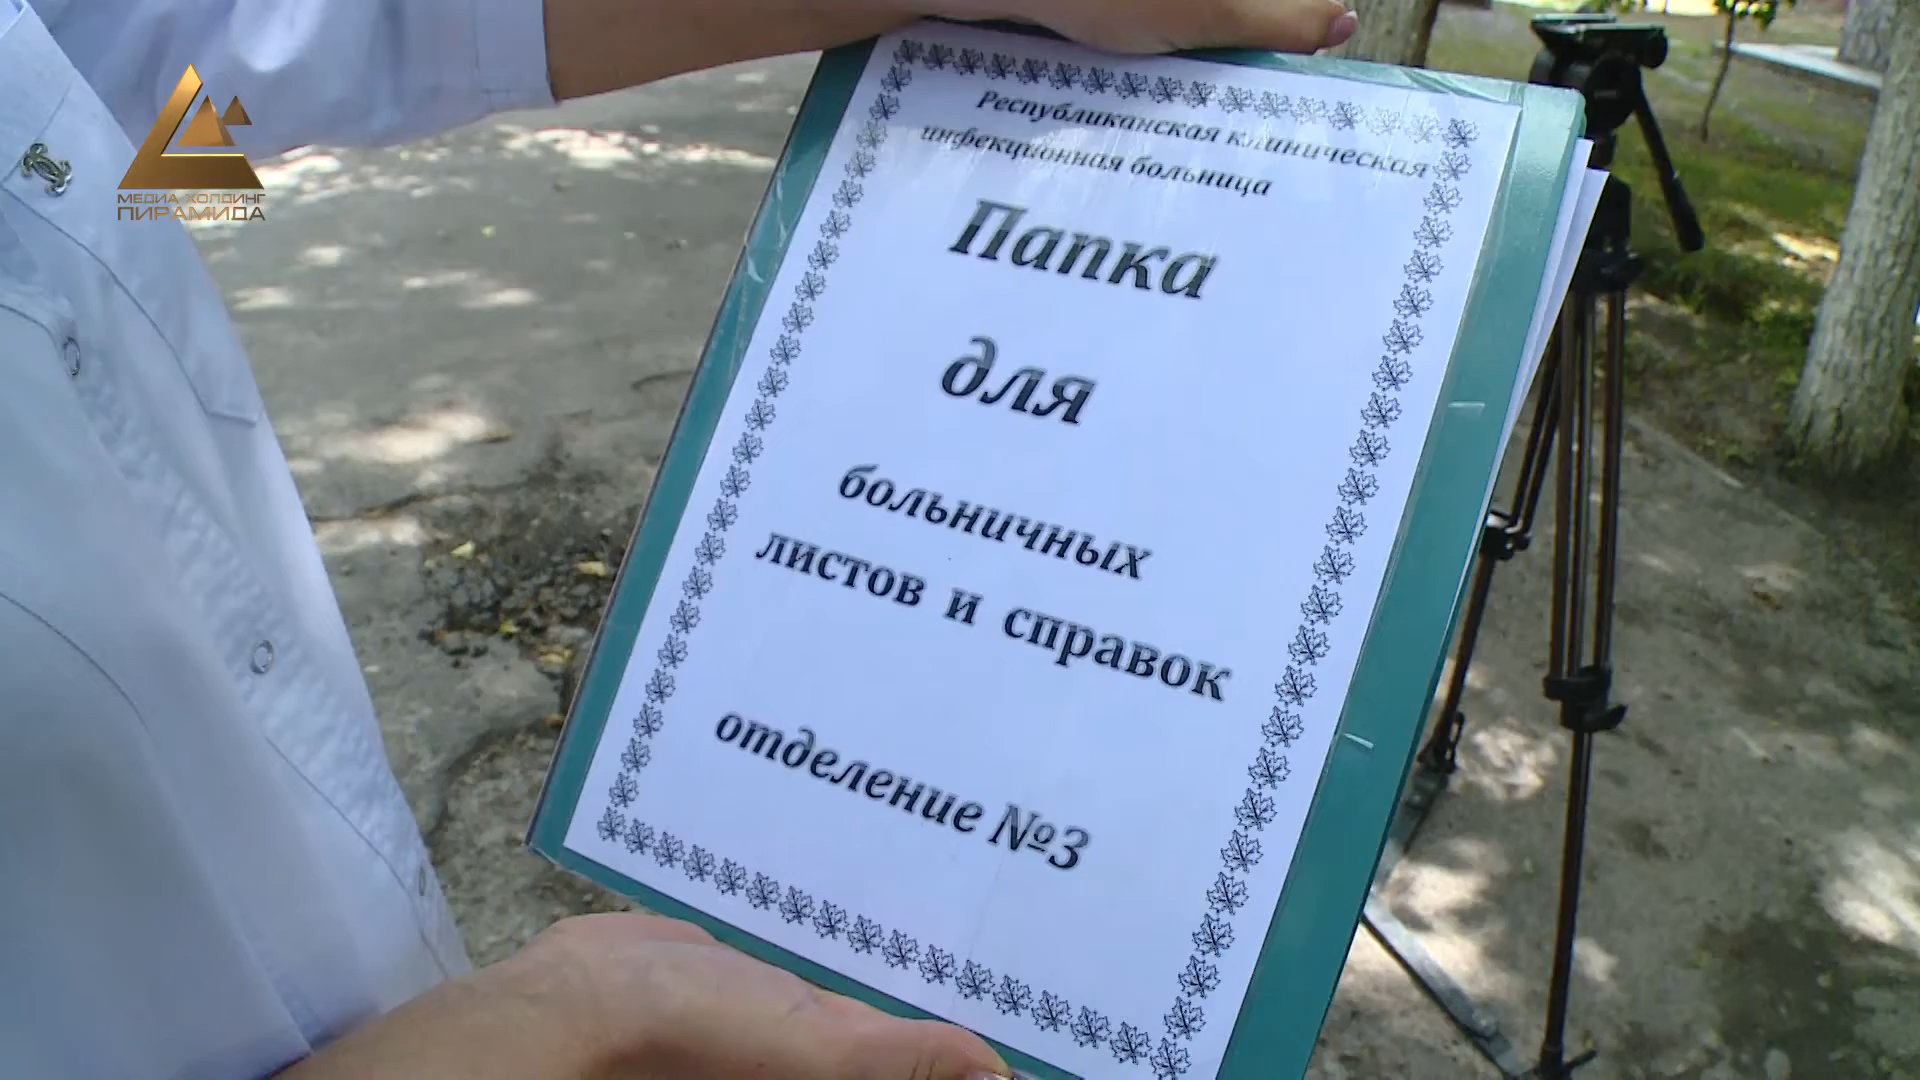 МЕДИА ХОЛДИНГ
ПИРАМИДА
Республиканская клиническая
инфекционная больница
Папка
для
больничных
листов и справок
отделение №3